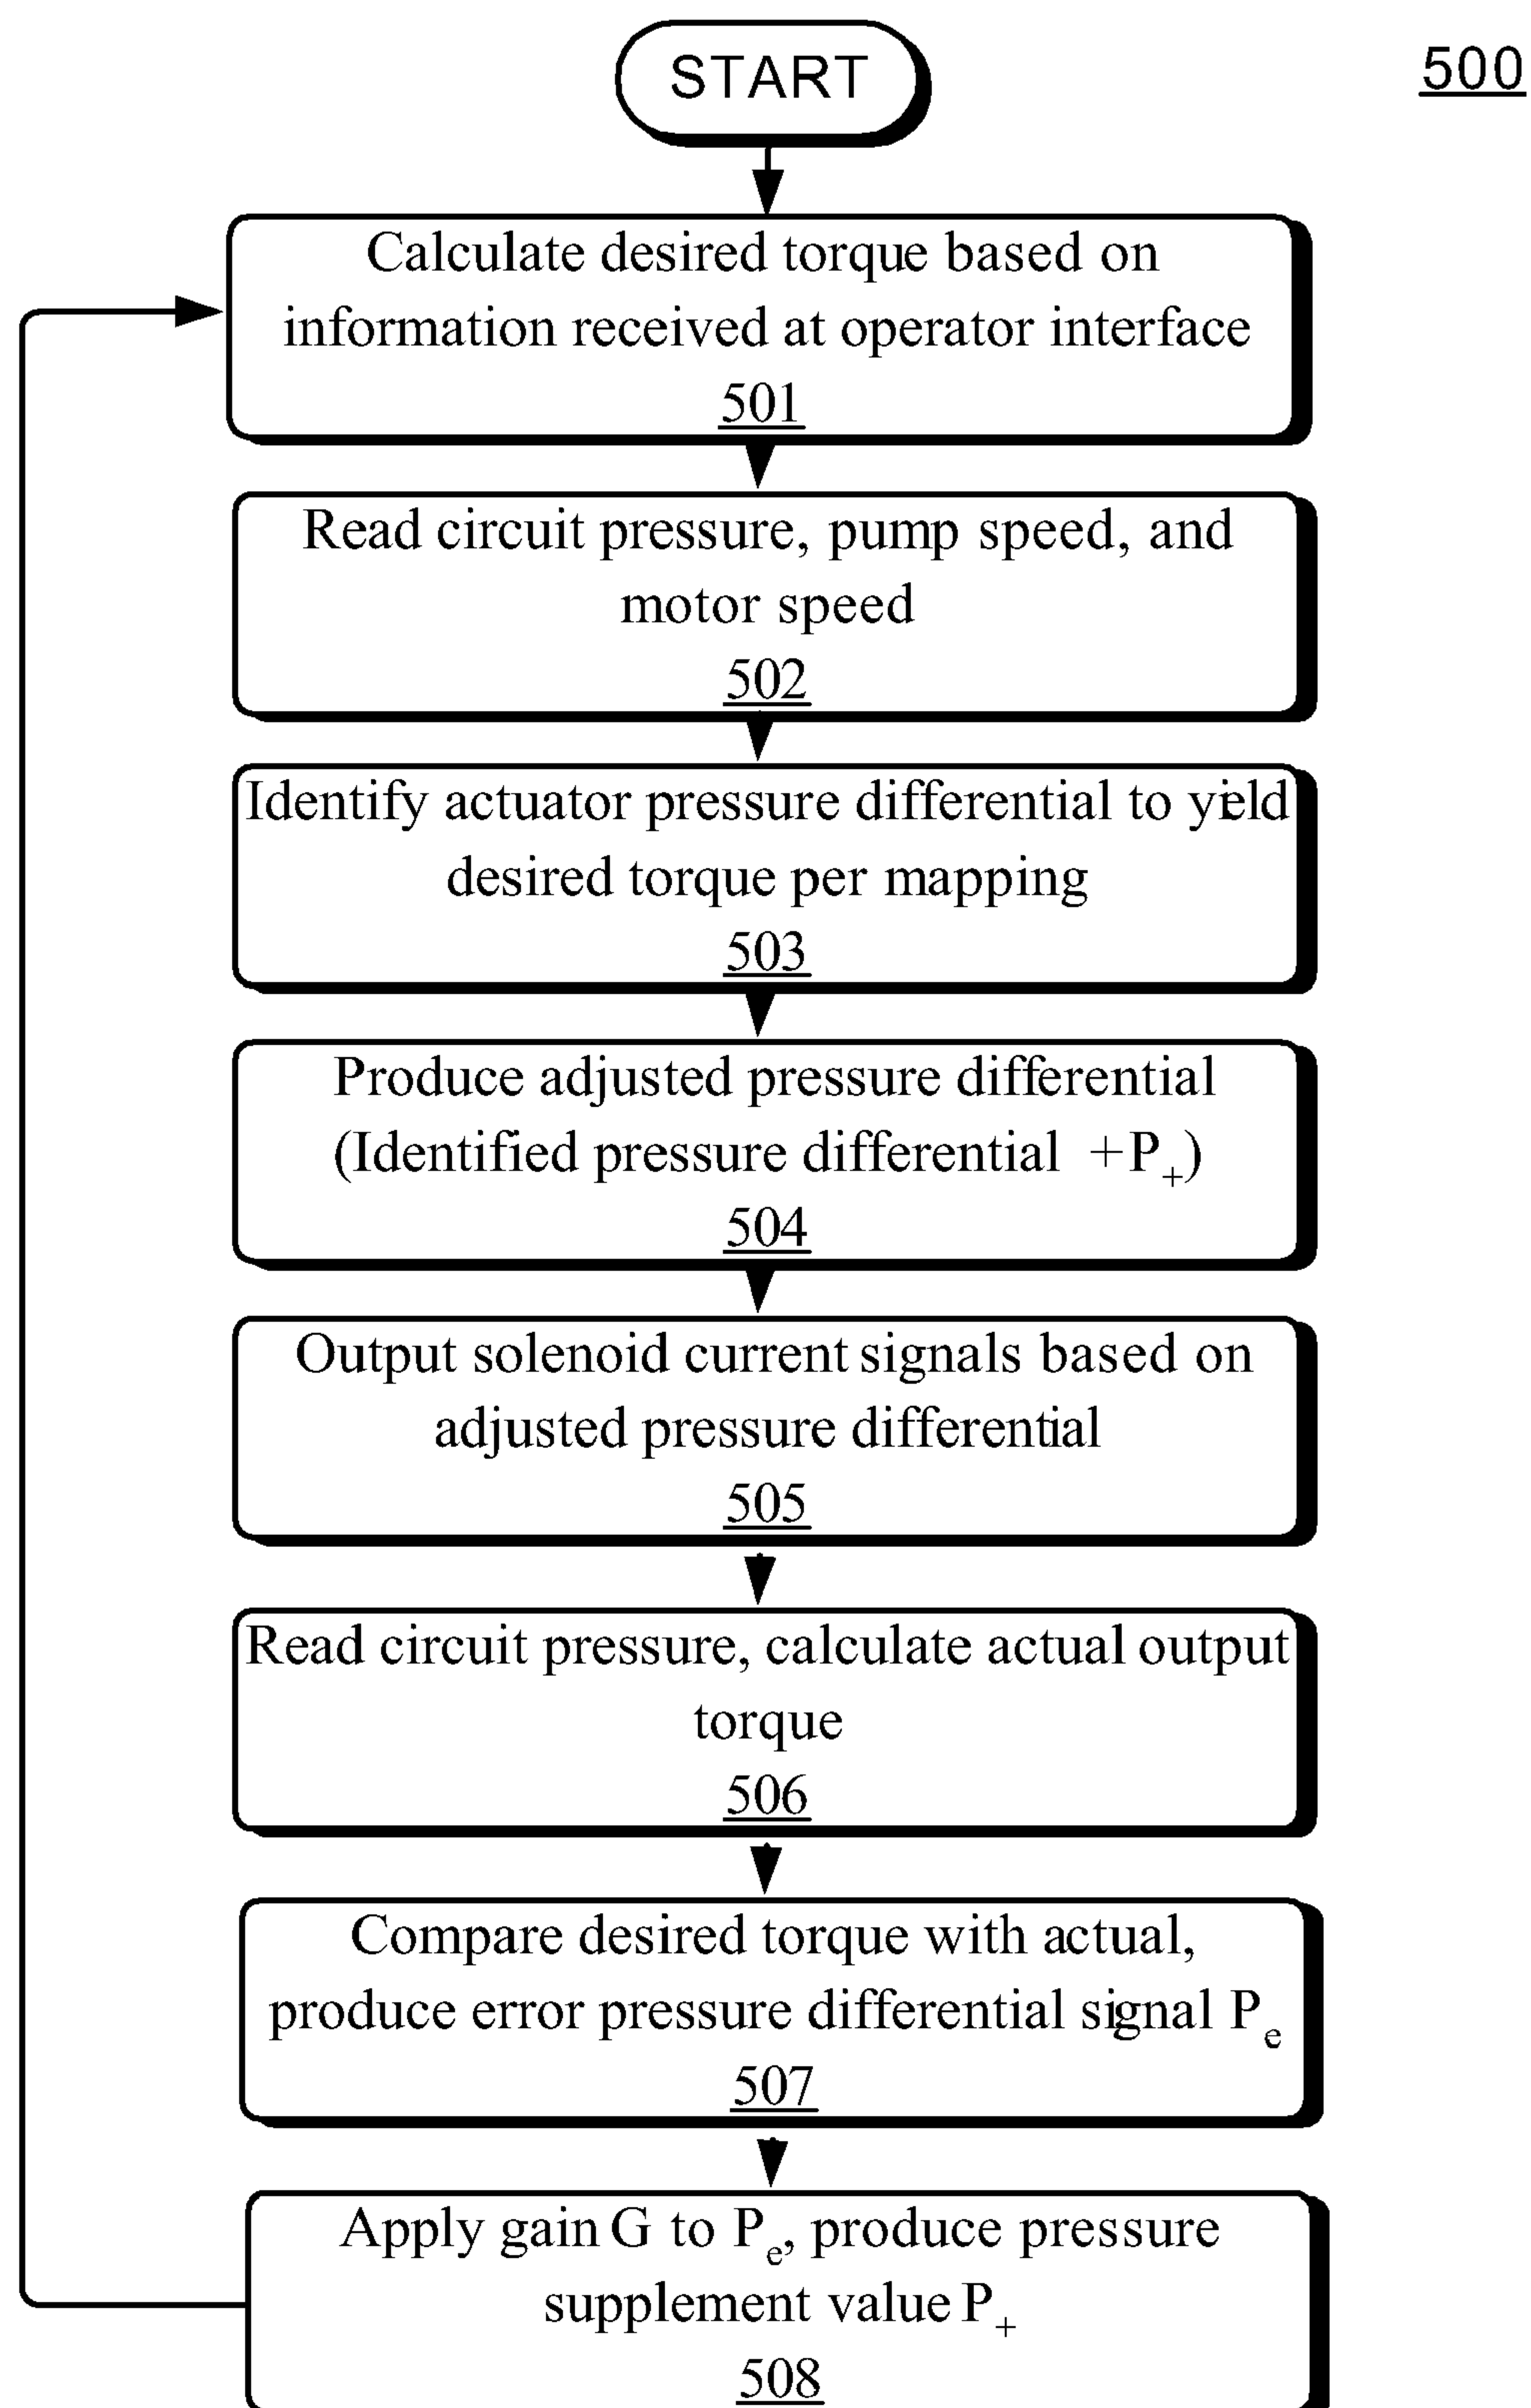 START
500
Calculate desired torque based on
information received at operator interface
501
Read circuit pressure, pump speed, and
motor speed
502
Identify actuator pressure differential to yield
desired torque per mapping
503
Produce adjusted pressure differential
(Identified pressure differential +P₊)
504
Output solenoid current signals based on
adjusted pressure differential
505
Read circuit pressure, calculate actual output
torque
506
Compare desired torque with actual,
produce error pressure differential signal Pₑ
507
Apply gain G to Pₑ, produce pressure
supplement value P₊
508